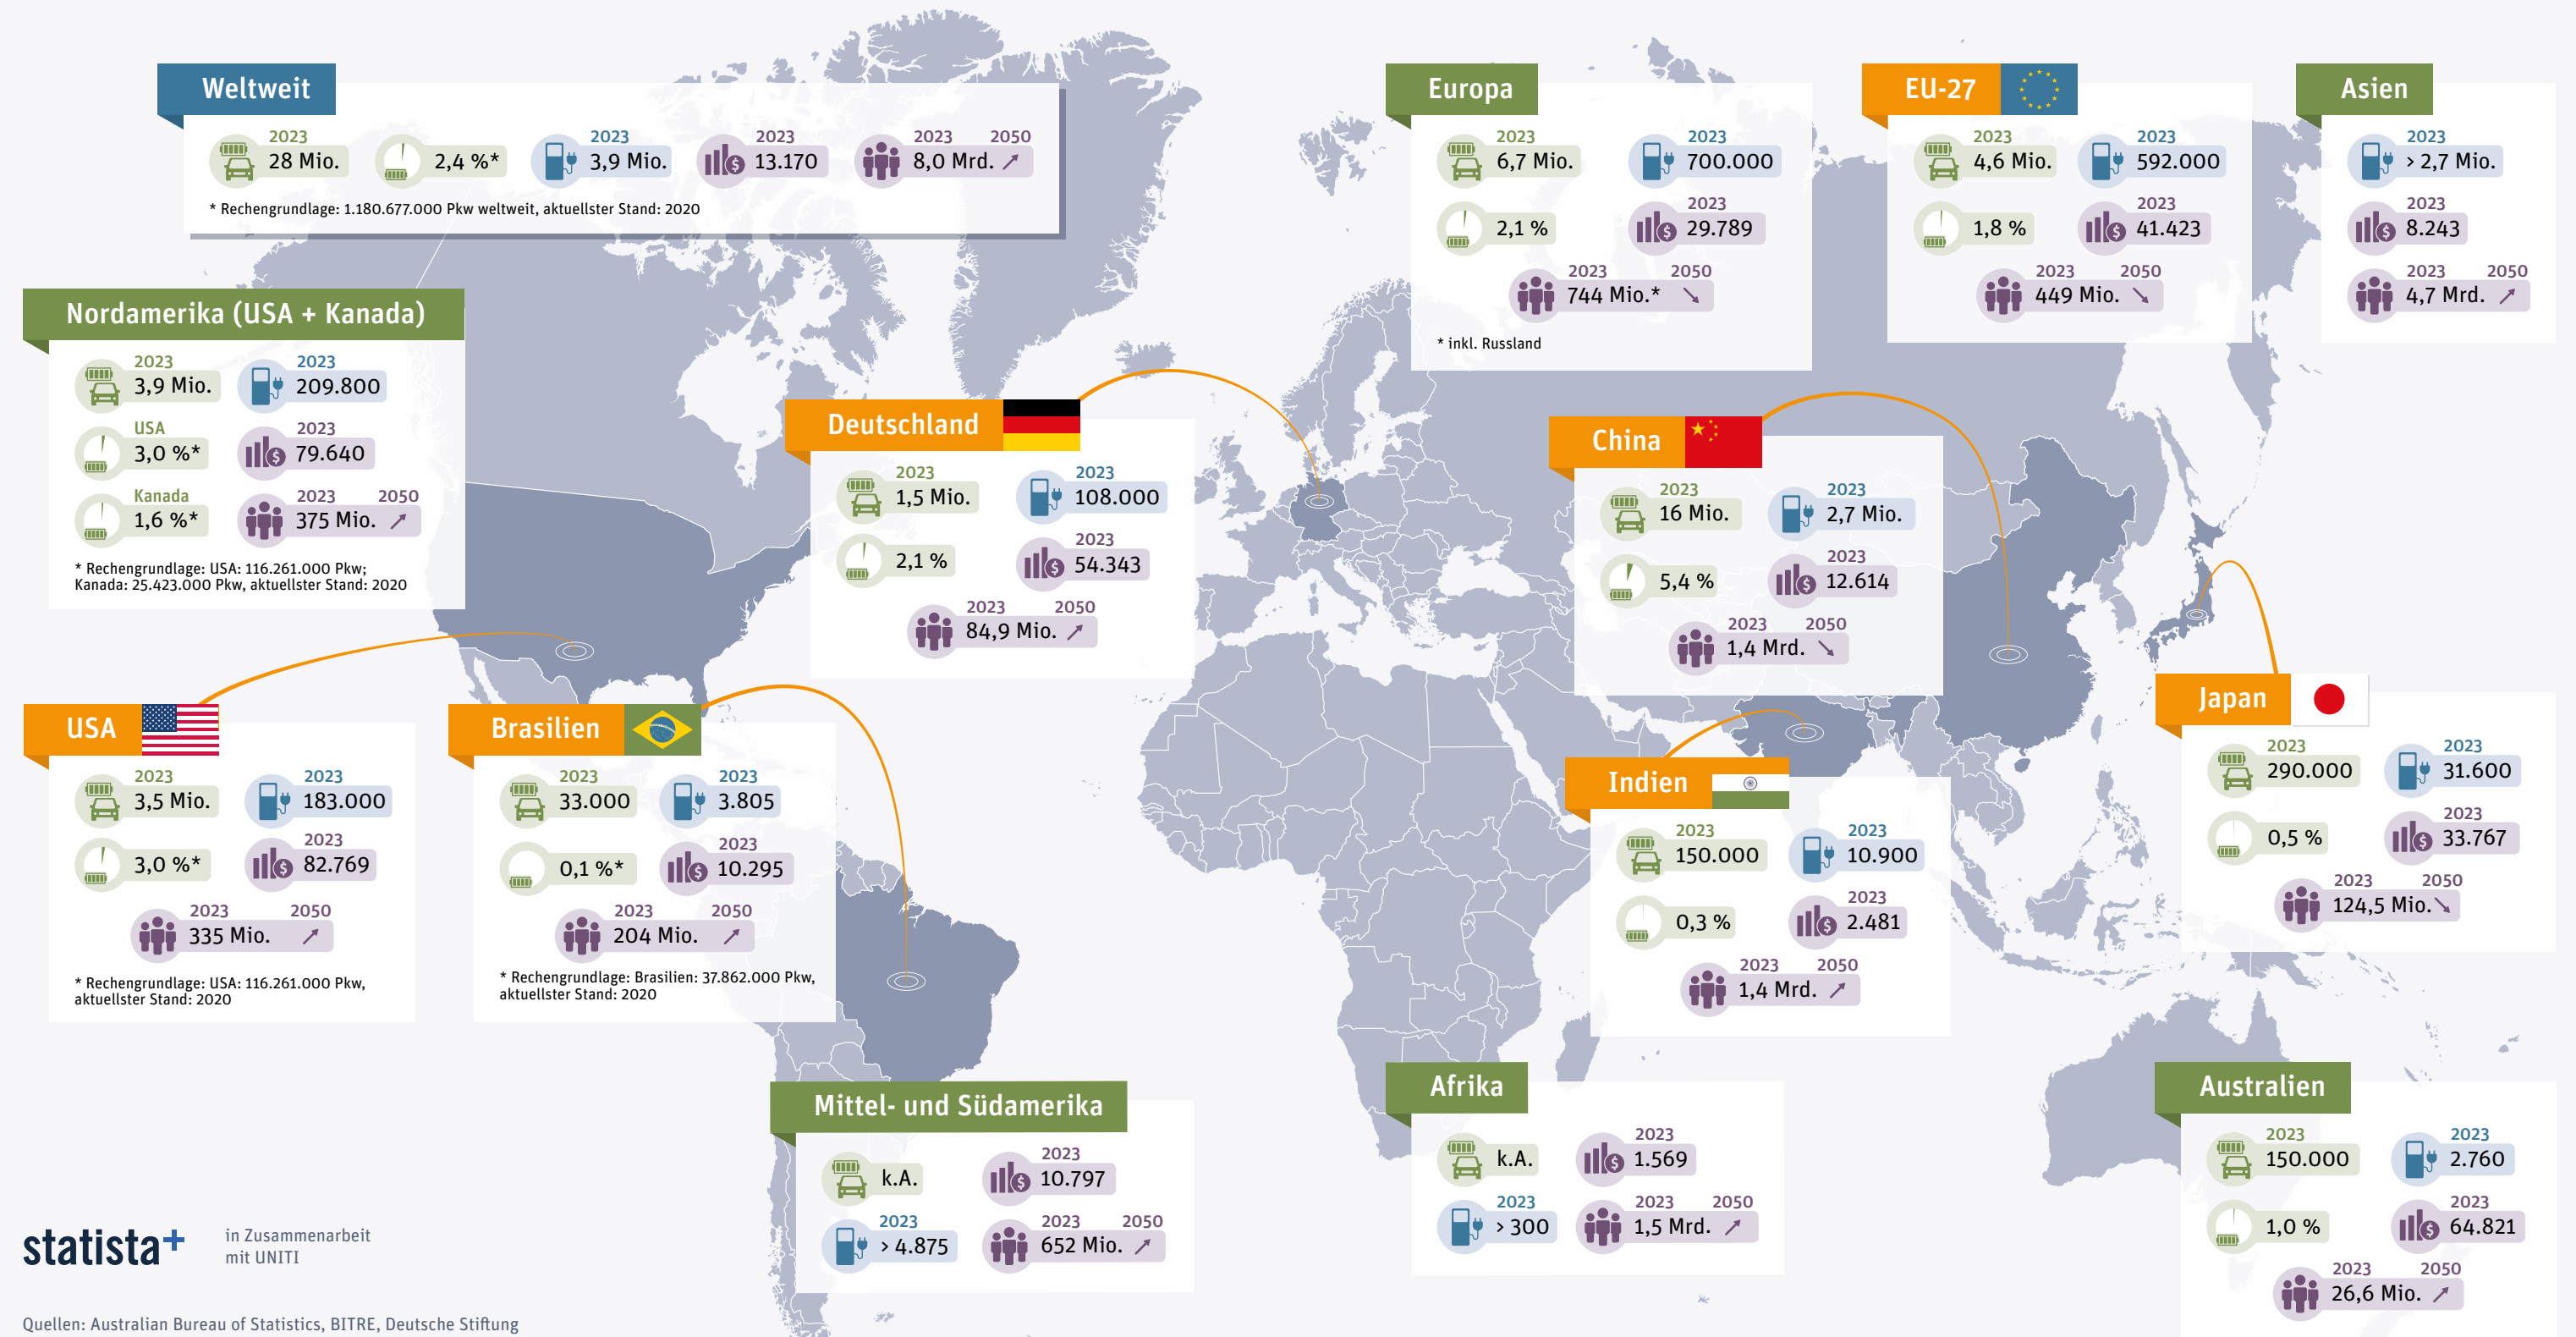 Weltweit
2023
28 Mio.
2,4 %*
2023
3,9 Mio.
2023
13.170
2023 2050
8,0 Mrd.
* Rechengrundlage: 1.180.677.000 Pkw weltweit, aktuellster Stand: 2020
Europa
2023 2023
6,7 Mio. 700.000
2023
2,1 % 29.789
2023 2050
744 Mio.*
* inkl. Russland
EU-27
2023 2023
4,6 Mio. 592.000
2023
1,8 % 41.423
2023 2050
449 Mio.
Asien
2023
> 2,7 Mio.
2023
8.243
2023 2050
4,7 Mrd.
Nordamerika (USA + Kanada)
2023 2023
3,9 Mio. 209.800
USA 2023
3,0 %* 79.640
Kanada 2023 2050
1,6 %* 375 Mio.
* Rechengrundlage: USA: 116.261.000 Pkw;
Kanada: 25.423.000 Pkw, aktuellster Stand: 2020
Deutschland
2023 2023
1,5 Mio. 108.000
2023
2,1 % 54.343
2023 2050
84,9 Mio.
China
2023 2023
16 Mio. 2,7 Mio.
2023
5,4 % 12.614
2023 2050
1,4 Mrd.
USA
2023 2023
3,5 Mio. 183.000
2023
3,0 %* 82.769
2023 2050
335 Mio.
* Rechengrundlage: USA: 116.261.000 Pkw,
aktuellster Stand: 2020
Brasilien
2023 2023
33.000 3.805
2023
0,1 %* 10.295
2023 2050
204 Mio.
* Rechengrundlage: Brasilien: 37.862.000 Pkw,
aktuellster Stand: 2020
Indien
2023 2023
150.000 10.900
2023
0,3 % 2.481
2023 2050
1,4 Mrd.
Japan
2023 2023
290.000 31.600
2023
0,5 % 33.767
2023 2050
124,5 Mio.
Mittel- und Südamerika
2023
k.A. 10.797
2023 2023 2050
> 4.875 652 Mio.
Afrika
2023
k.A. 1.569
2023 2023 2050
> 300 1,5 Mrd.
Australien
2023 2023
150.000 2.760
2023
1,0 % 64.821
2023 2050
26,6 Mio.
statista+
in Zusammenarbeit
mit UNITI
Quellen: Australian Bureau of Statistics, BITRE, Deutsche Stiftung